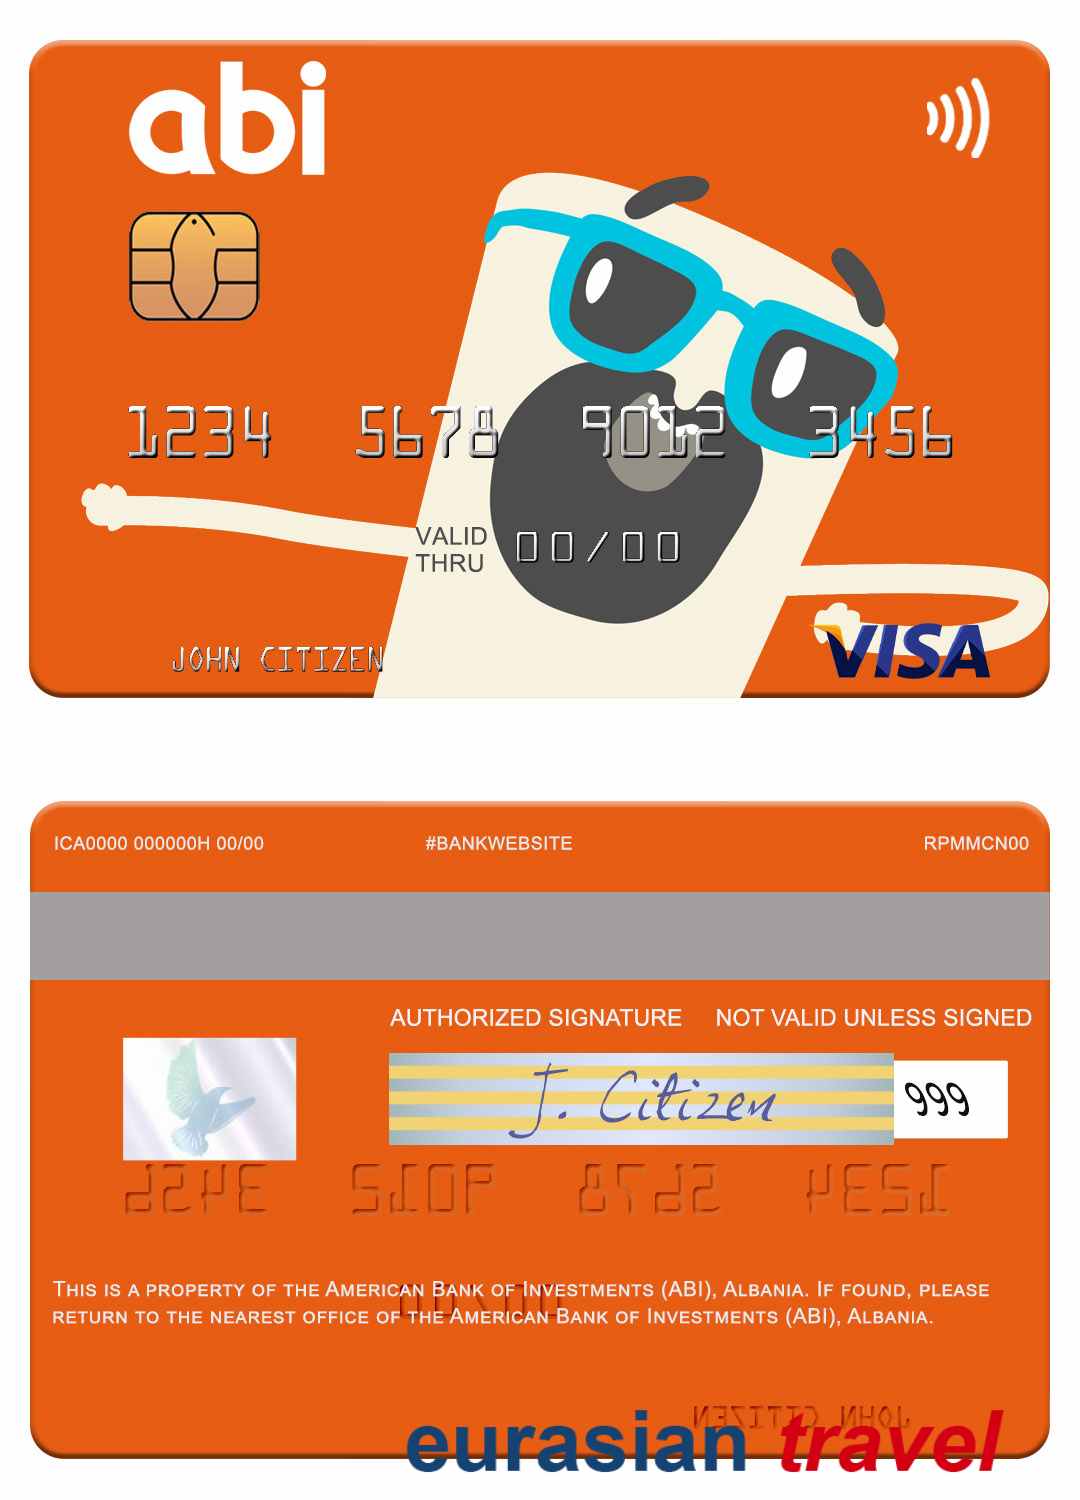 abi
1234 5678 9012 3456
VALID
THRU 00/00
JOHN CITIZEN
VISA
ICA0000 000000H 00/00 #BANKWEBSITE RPMMCN00
AUTHORIZED SIGNATURE NOT VALID UNLESS SIGNED
J. Citizen 999
THIS IS A PROPERTY OF THE AMERICAN BANK OF INVESTMENTS (ABI), ALBANIA. IF FOUND, PLEASE
RETURN TO THE NEAREST OFFICE OF THE AMERICAN BANK OF INVESTMENTS (ABI), ALBANIA.
eurasian travel